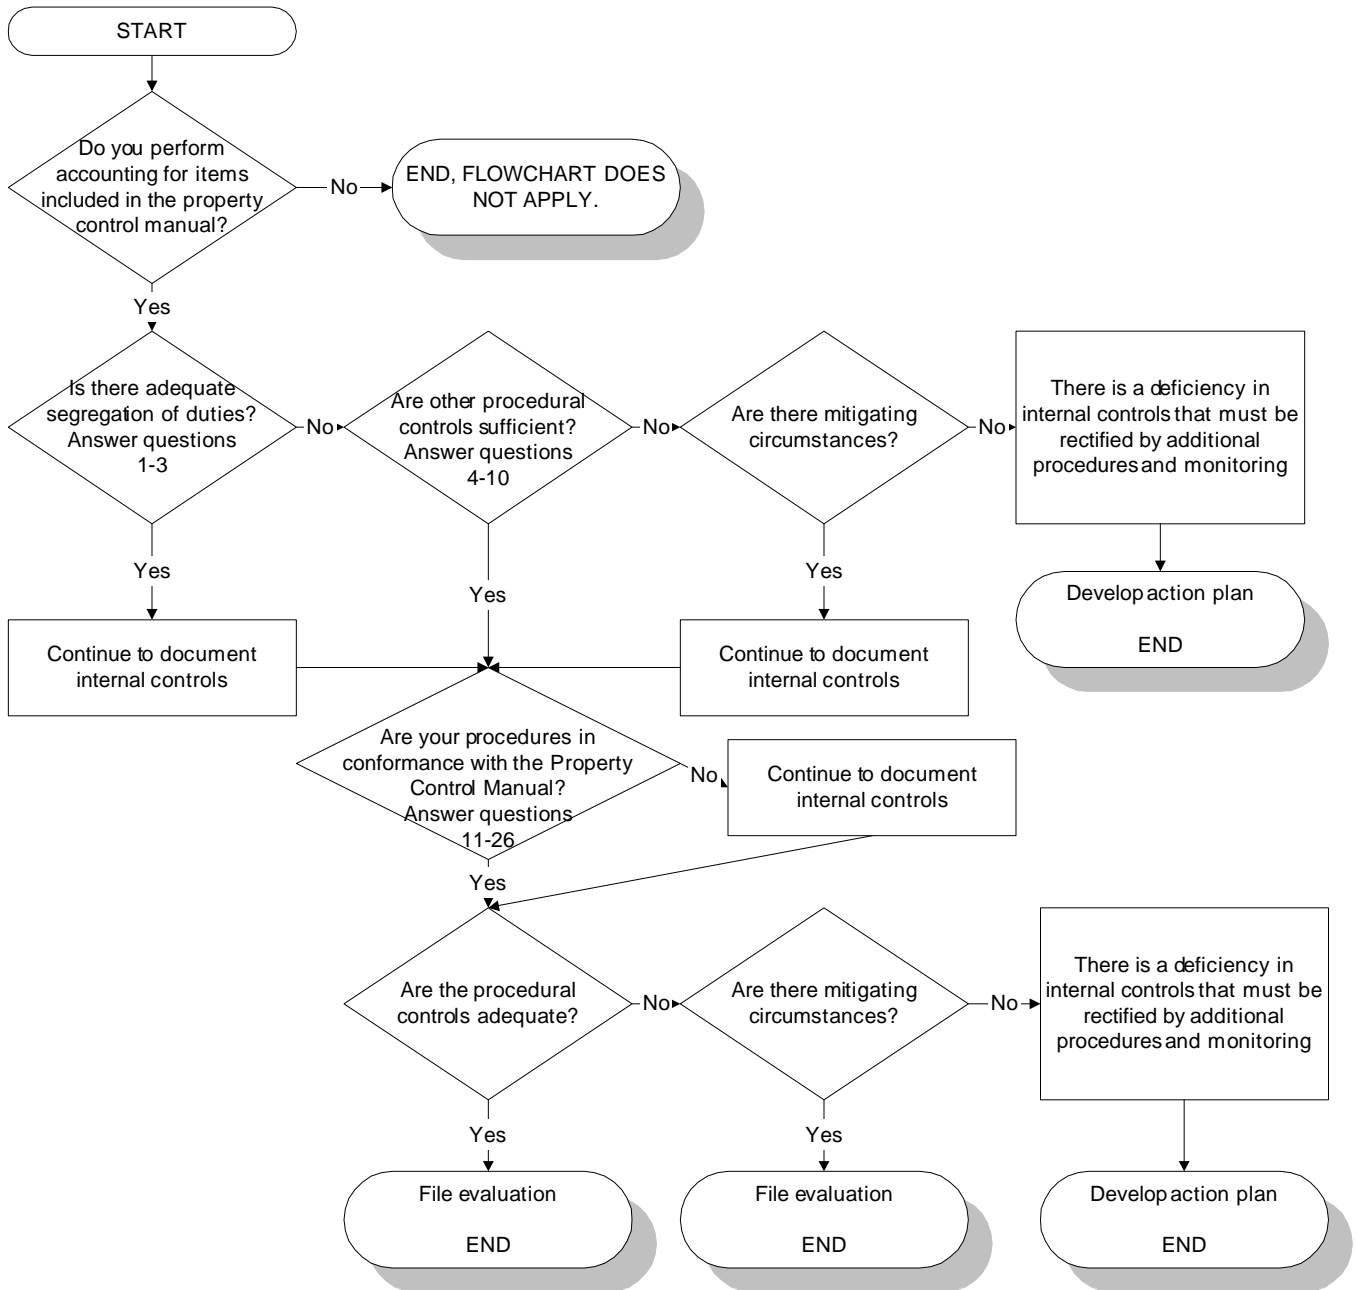 START
Do you perform
accounting for items
included in the property
control manual?
No
END, FLOWCHART DOES
NOT APPLY.
Yes
Is there adequate
segregation of duties?
Answer questions
1-3
No
Are other procedural
controls sufficient?
Answer questions
4-10
No
Are there mitigating
circumstances?
No
There is a deficiency in
internal controls that must be
rectified by additional
procedures and monitoring
Yes
Yes
Yes
Develop action plan
END
Continue to document
internal controls
Continue to document
internal controls
Are your procedures in
conformance with the Property
Control Manual?
Answer questions
11-26
No
Continue to document
internal controls
Yes
Are the procedural
controls adequate?
No
Are there mitigating
circumstances?
No
There is a deficiency in
internal controls that must be
rectified by additional
procedures and monitoring
Yes
Yes
File evaluation
END
File evaluation
END
Develop action plan
END